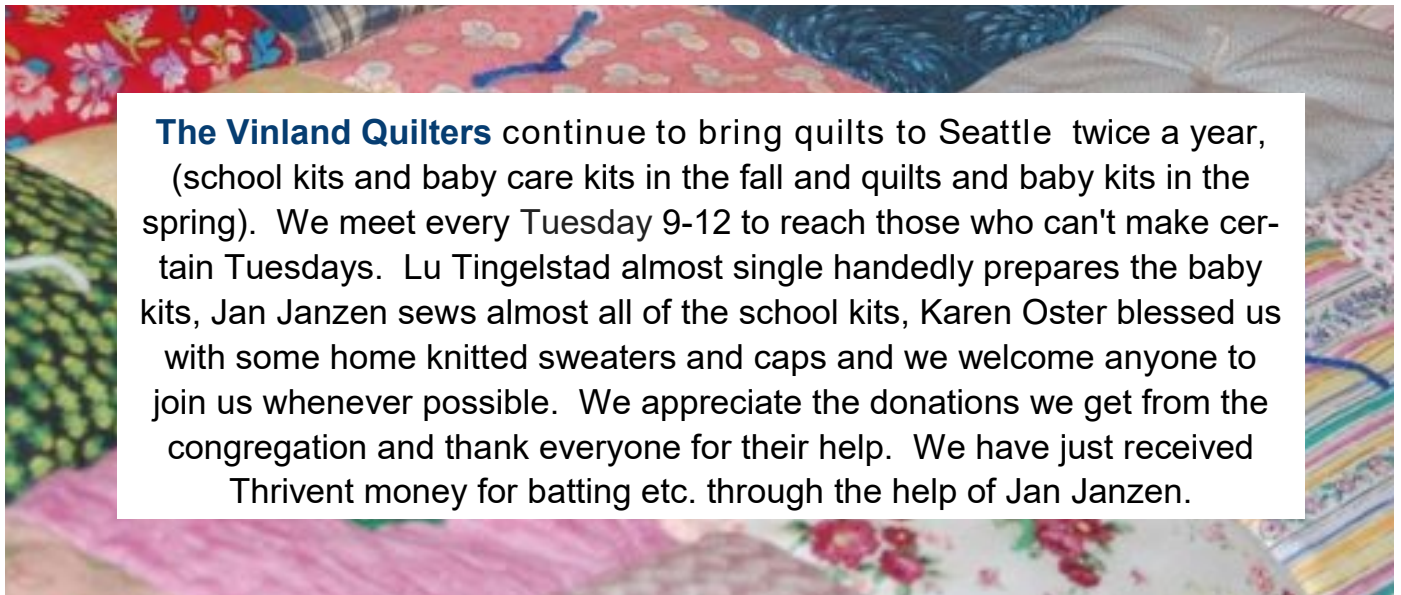 The Vinland Quilters continue to bring quilts to Seattle  twice a year,
(school kits and baby care kits in the fall and quilts and baby kits in the
spring).  We meet every Tuesday 9-12 to reach those who can't make cer-
tain Tuesdays.  Lu Tingelstad almost single handedly prepares the baby
kits, Jan Janzen sews almost all of the school kits, Karen Oster blessed us
with some home knitted sweaters and caps and we welcome anyone to
join us whenever possible.  We appreciate the donations we get from the
congregation and thank everyone for their help.  We have just received
Thrivent money for batting etc. through the help of Jan Janzen.